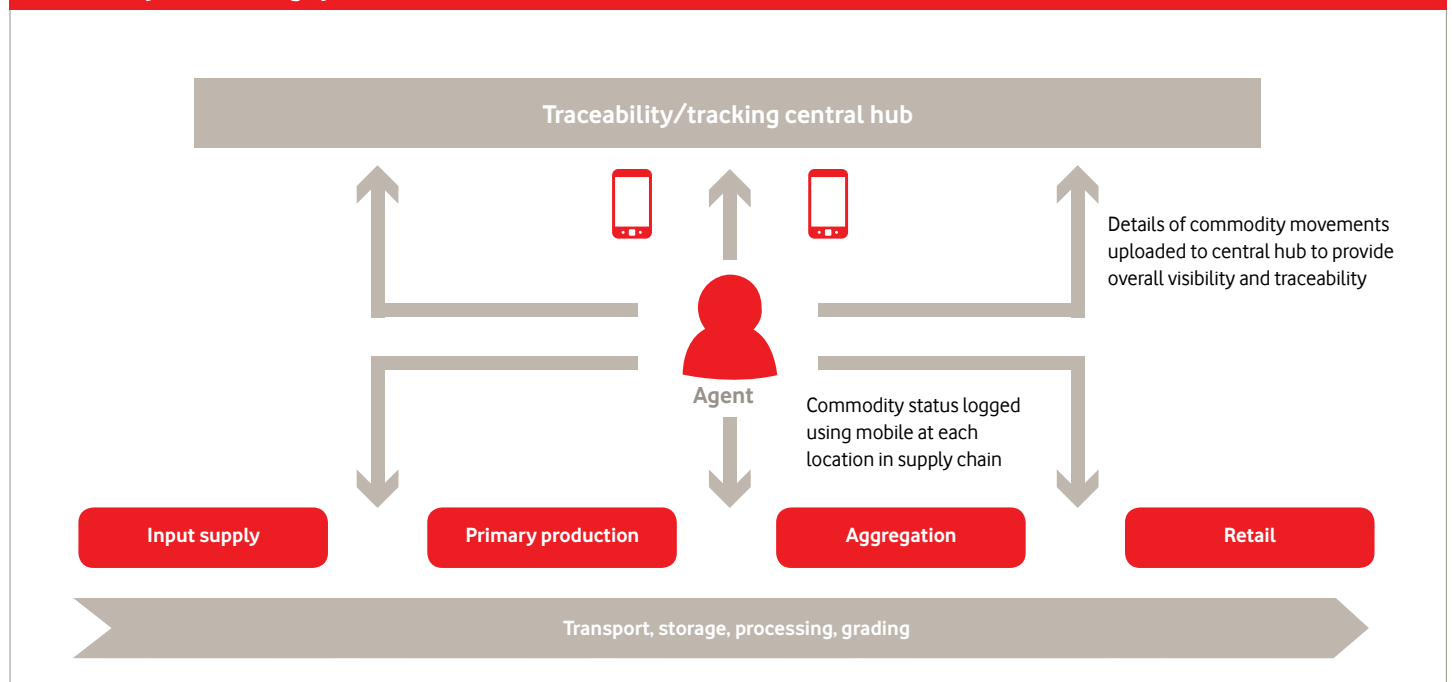 Traceability/tracking central hub
Details of commodity movements
uploaded to central hub to provide
overall visibility and traceability
Agent
Commodity status logged
using mobile at each
location in supply chain
Input supply
Primary production
Aggregation
Retail
Transport, storage, processing, grading